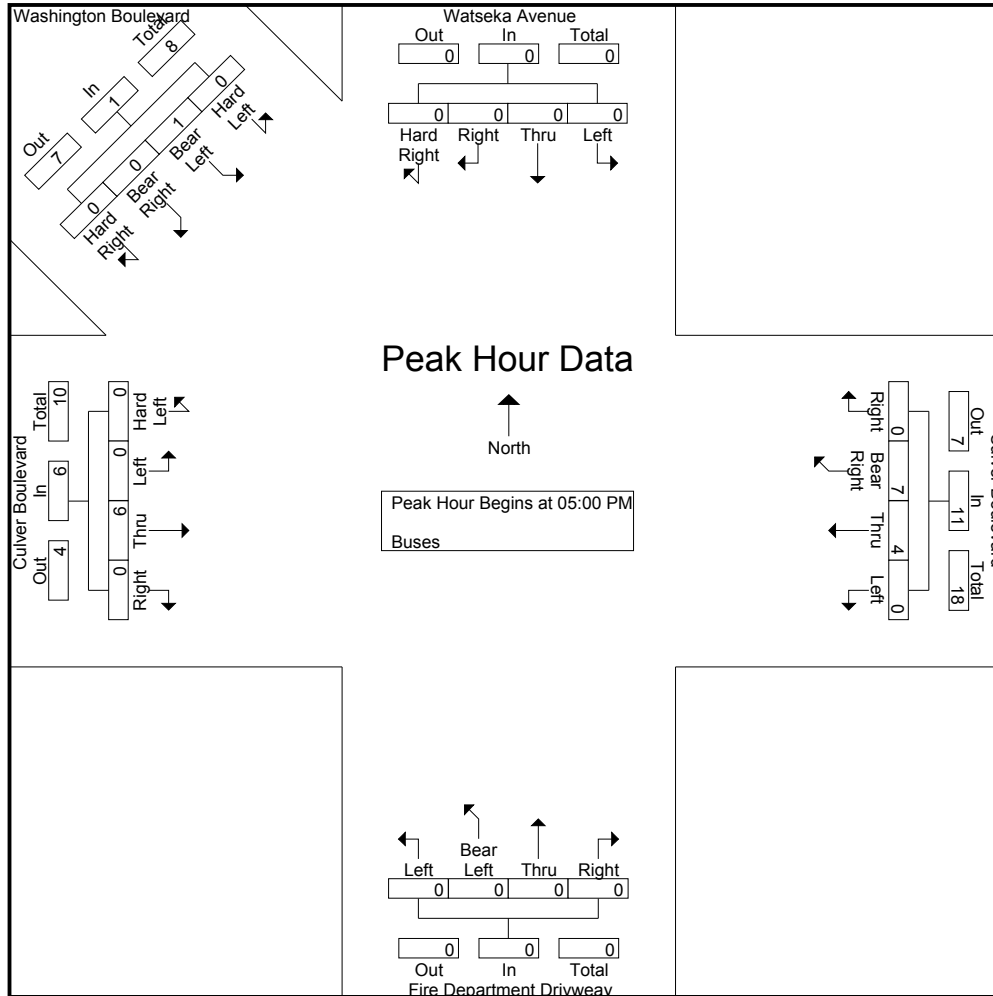 Washington Boulevard
Total
8
In
1
Out
7
0
Hard
Left
1
Bear
Left
0
Bear
Right
0
Hard
Right
Watseka Avenue
Out In Total
0 0 0
0 0 0 0
Hard
Right Right Thru Left
Peak Hour Data
North
Peak Hour Begins at 05:00 PM
Buses
Culver Boulevard
Total
10
In
6
Out
4
0
Hard
Left
0
Left
6
Thru
0
Right
Right
0
Bear
Right
7
Thru
4
Left
0
Out
7
In
11
Total
18
Bear
Left Left Thru Right
0 0 0 0
0 0 0
Out In Total
Fire Department Driveway